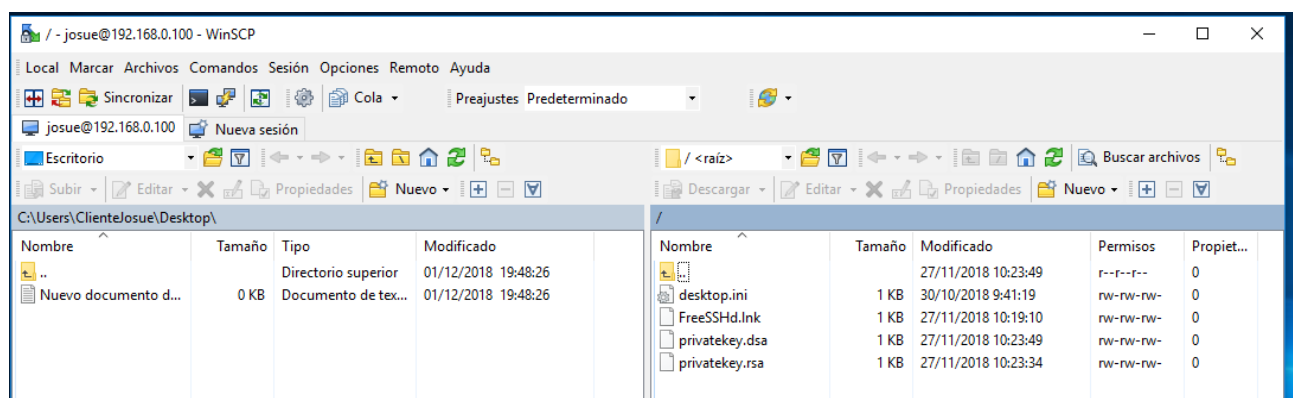 / - josue@192.168.0.100 - WinSCP
Local Marcar Archivos Comandos Sesión Opciones Remoto Ayuda
Sincronizar Cola Preajustes Predeterminado
josue@192.168.0.100 Nueva sesión
Escritorio / <raíz> Buscar archivos
Subir Editar Propiedades Nuevo Descargar Editar Propiedades Nuevo
C:\Users\ClienteJosue\Desktop\ /
Nombre Tamaño Tipo Modificado Nombre Tamaño Modificado Permisos Propiet...
.. Directorio superior 01/12/2018 19:48:26 .. 27/11/2018 10:23:49 r--r--r-- 0
Nuevo documento d... 0 KB Documento de tex... 01/12/2018 19:48:26 desktop.ini 1 KB 30/10/2018 9:41:19 rw-rw-rw- 0
FreeSSHd.lnk 1 KB 27/11/2018 10:19:10 rw-rw-rw- 0
privatekey.dsa 1 KB 27/11/2018 10:23:49 rw-rw-rw- 0
privatekey.rsa 1 KB 27/11/2018 10:23:34 rw-rw-rw- 0